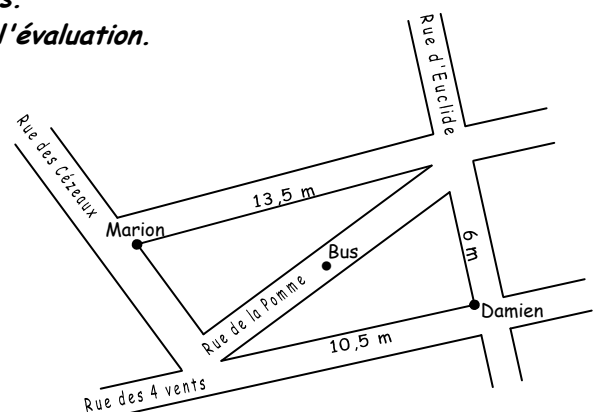 s.
l'évaluation.
Rue d'Euclide
Rue des Cézeaux
13,5 m
Marion
Bus
6 m
Rue de la Pomme
Damien
10,5 m
Rue des 4 vents